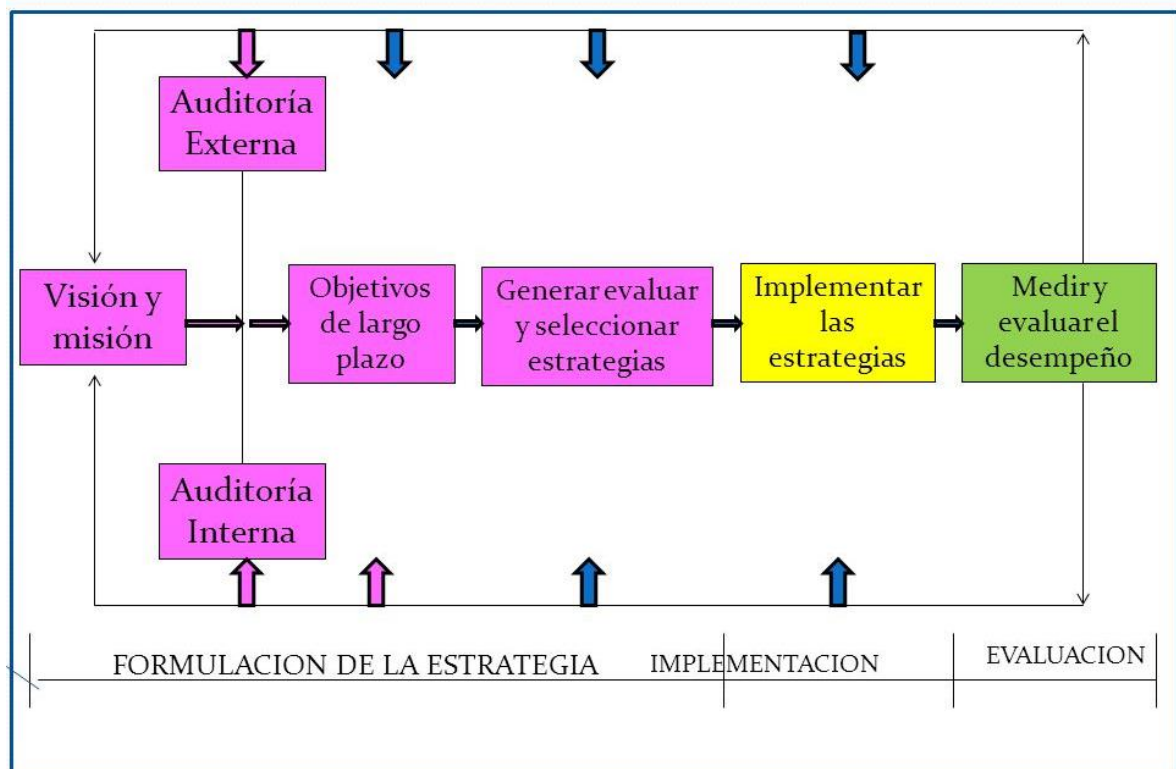 Auditoría
Externa
Visión y
misión
Objetivos
de largo
plazo
Generar evaluar
y seleccionar
estrategias
Implementar
las
estrategias
Medir y
evaluar el
desempeño
Auditoría
Interna
FORMULACION DE LA ESTRATEGIA
IMPLEMENTACION
EVALUACION